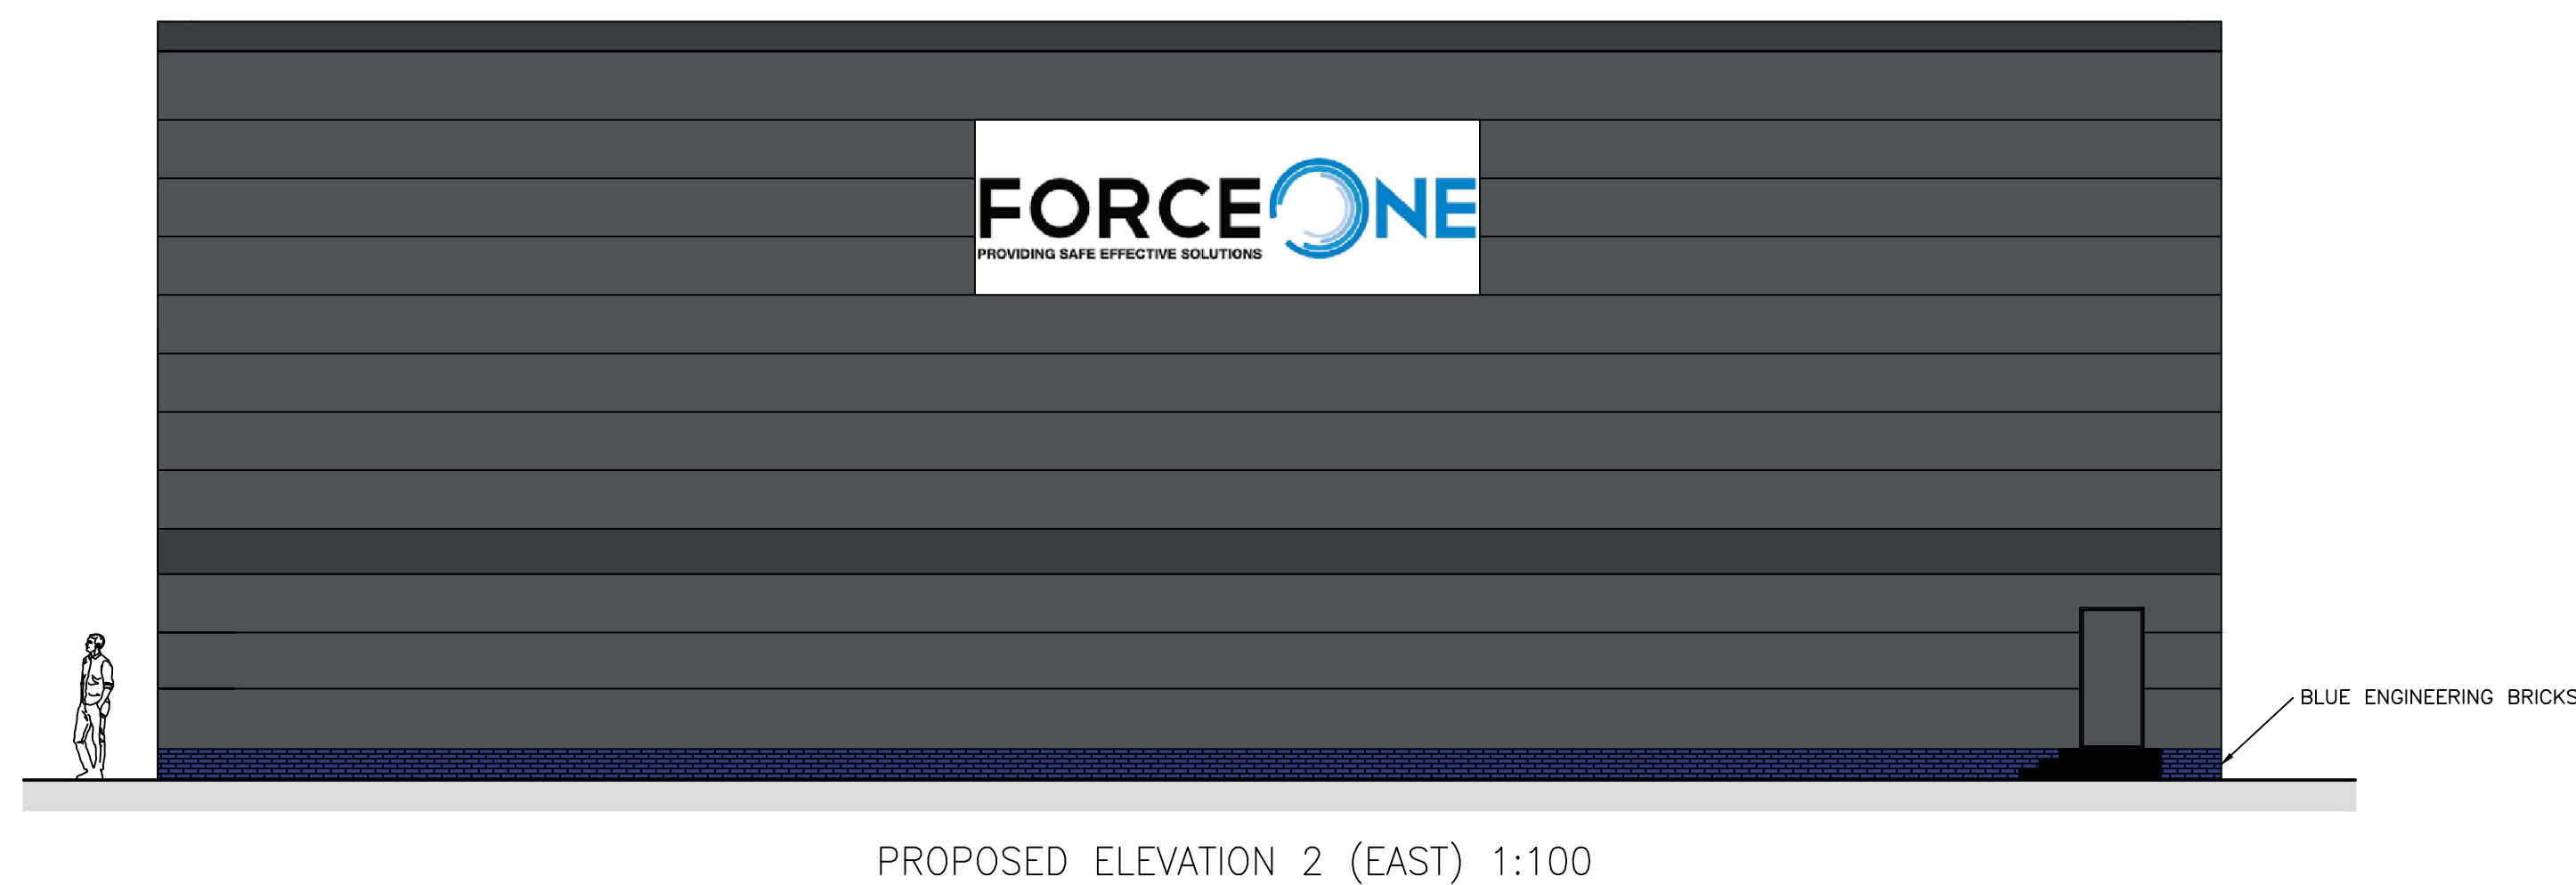 FORCEONE
PROVIDING SAFE EFFECTIVE SOLUTIONS
BLUE ENGINEERING BRICKS
PROPOSED ELEVATION 2 (EAST) 1:100